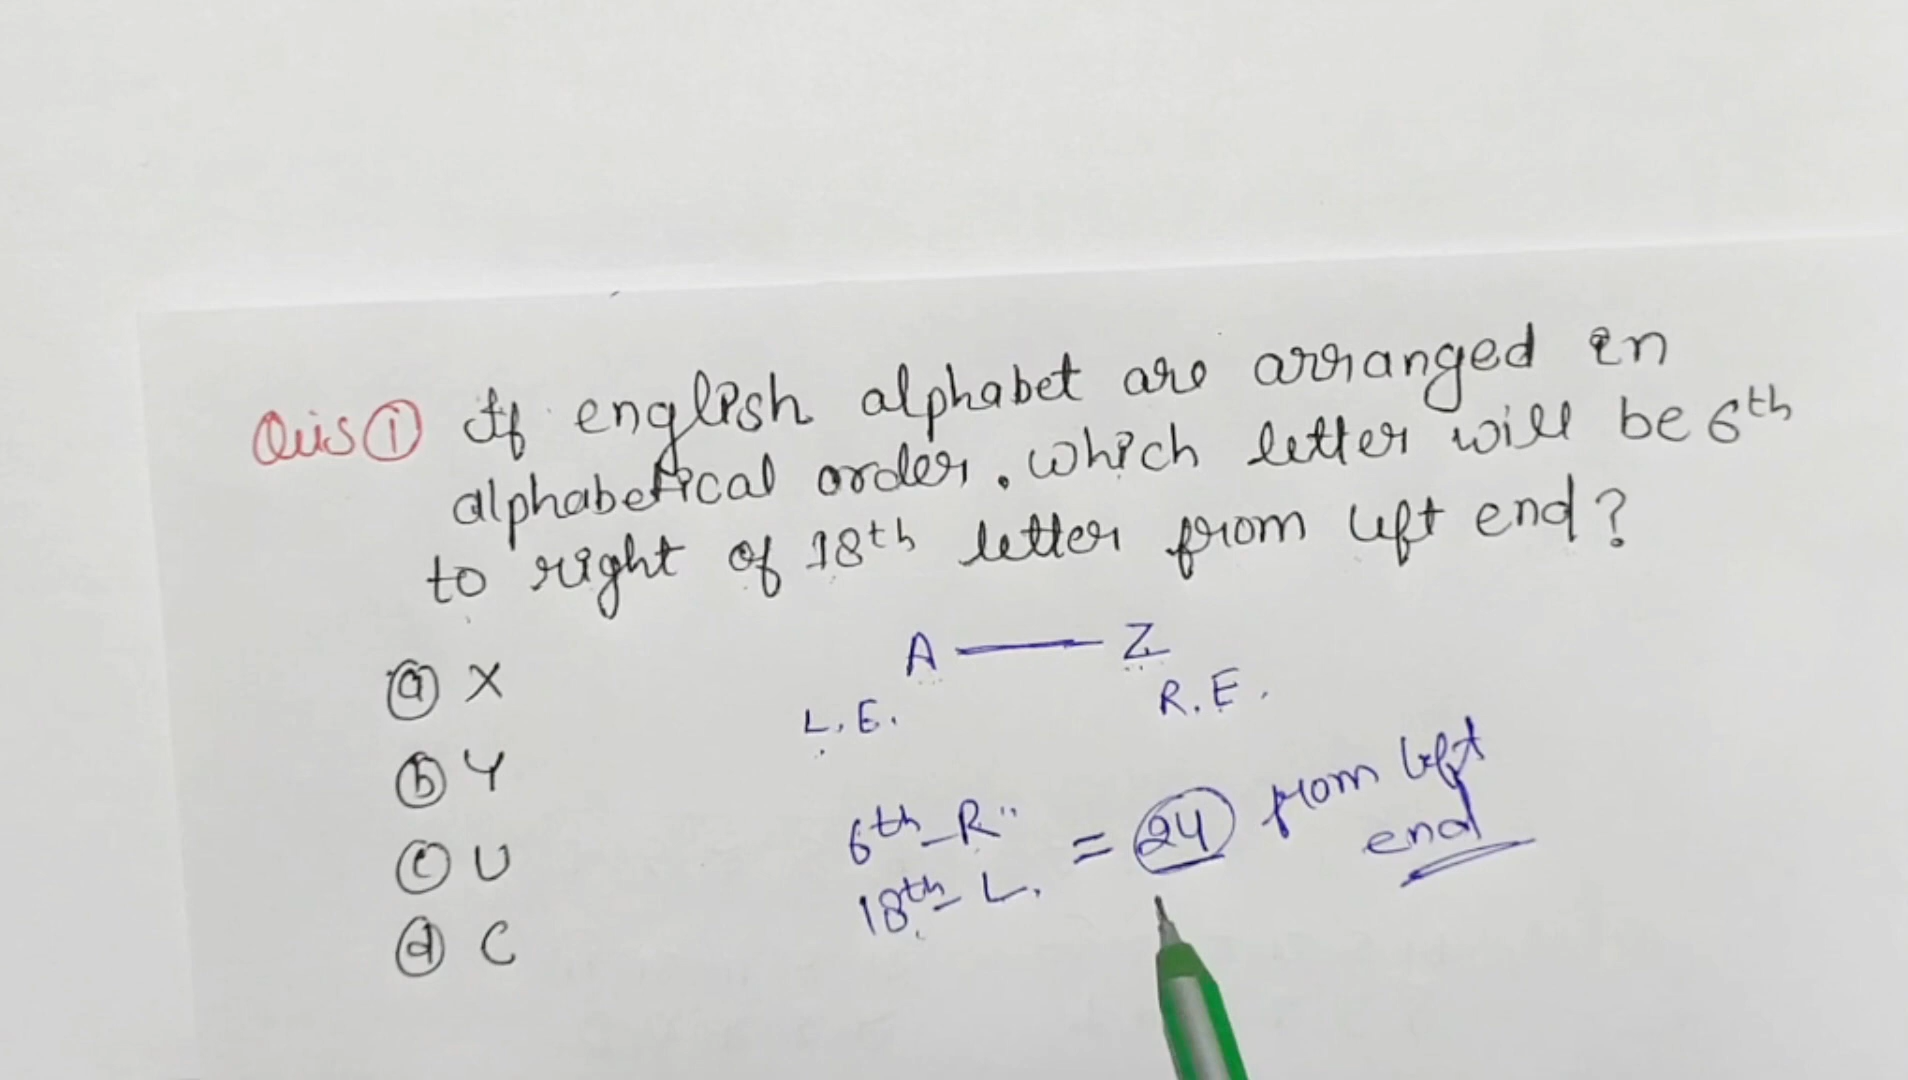 Ques ① If english alphabet are arranged in
alphabetical order. which letter will be 6th
to right of 18th letter from left end?
ⓐ X
ⓑ Y
ⓒ U
ⓓ C
A — Z
L.E. R.E.
6th - R"
18th - L. = 24 from left
end